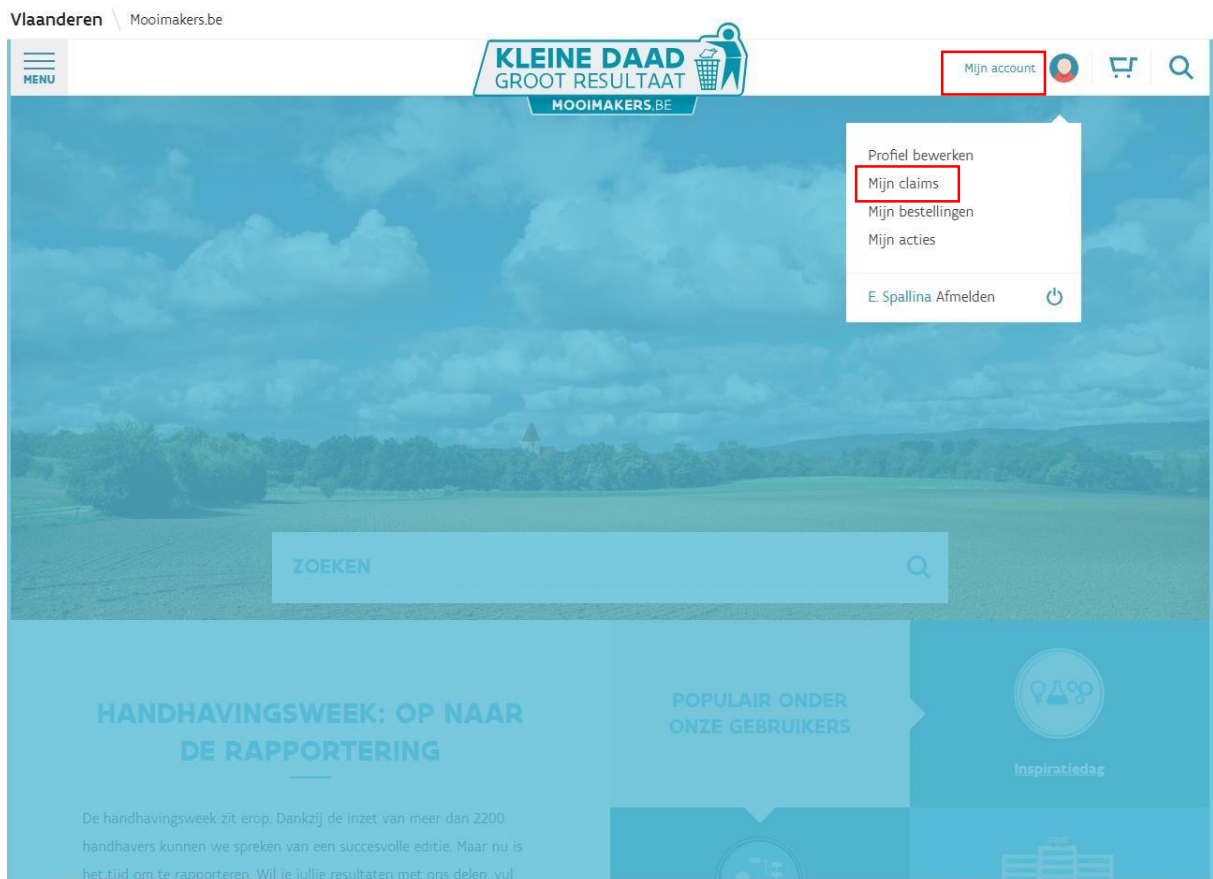 Vlaanderen Mooimakers.be
MENU
KLEINE DAAD
GROOT RESULTAAT
MOOIMAKERS.BE
Mijn account
Profiel bewerken
Mijn claims
Mijn bestellingen
Mijn acties
E. Spallina Afmelden
ZOEKEN
HANDHAVINGSWEEK: OP NAAR
DE RAPPORTERING
De handhavingsweek zit erop. Dankzij de inzet van meer dan 2200
handhavers kunnen we spreken van een succesvolle editie. Maar nu is
het tijd om te rapporteren. Wil je jullie resultaten met ons delen, vul
POPULAIR ONDER
ONZE GEBRUIKERS
Inspiratiedag